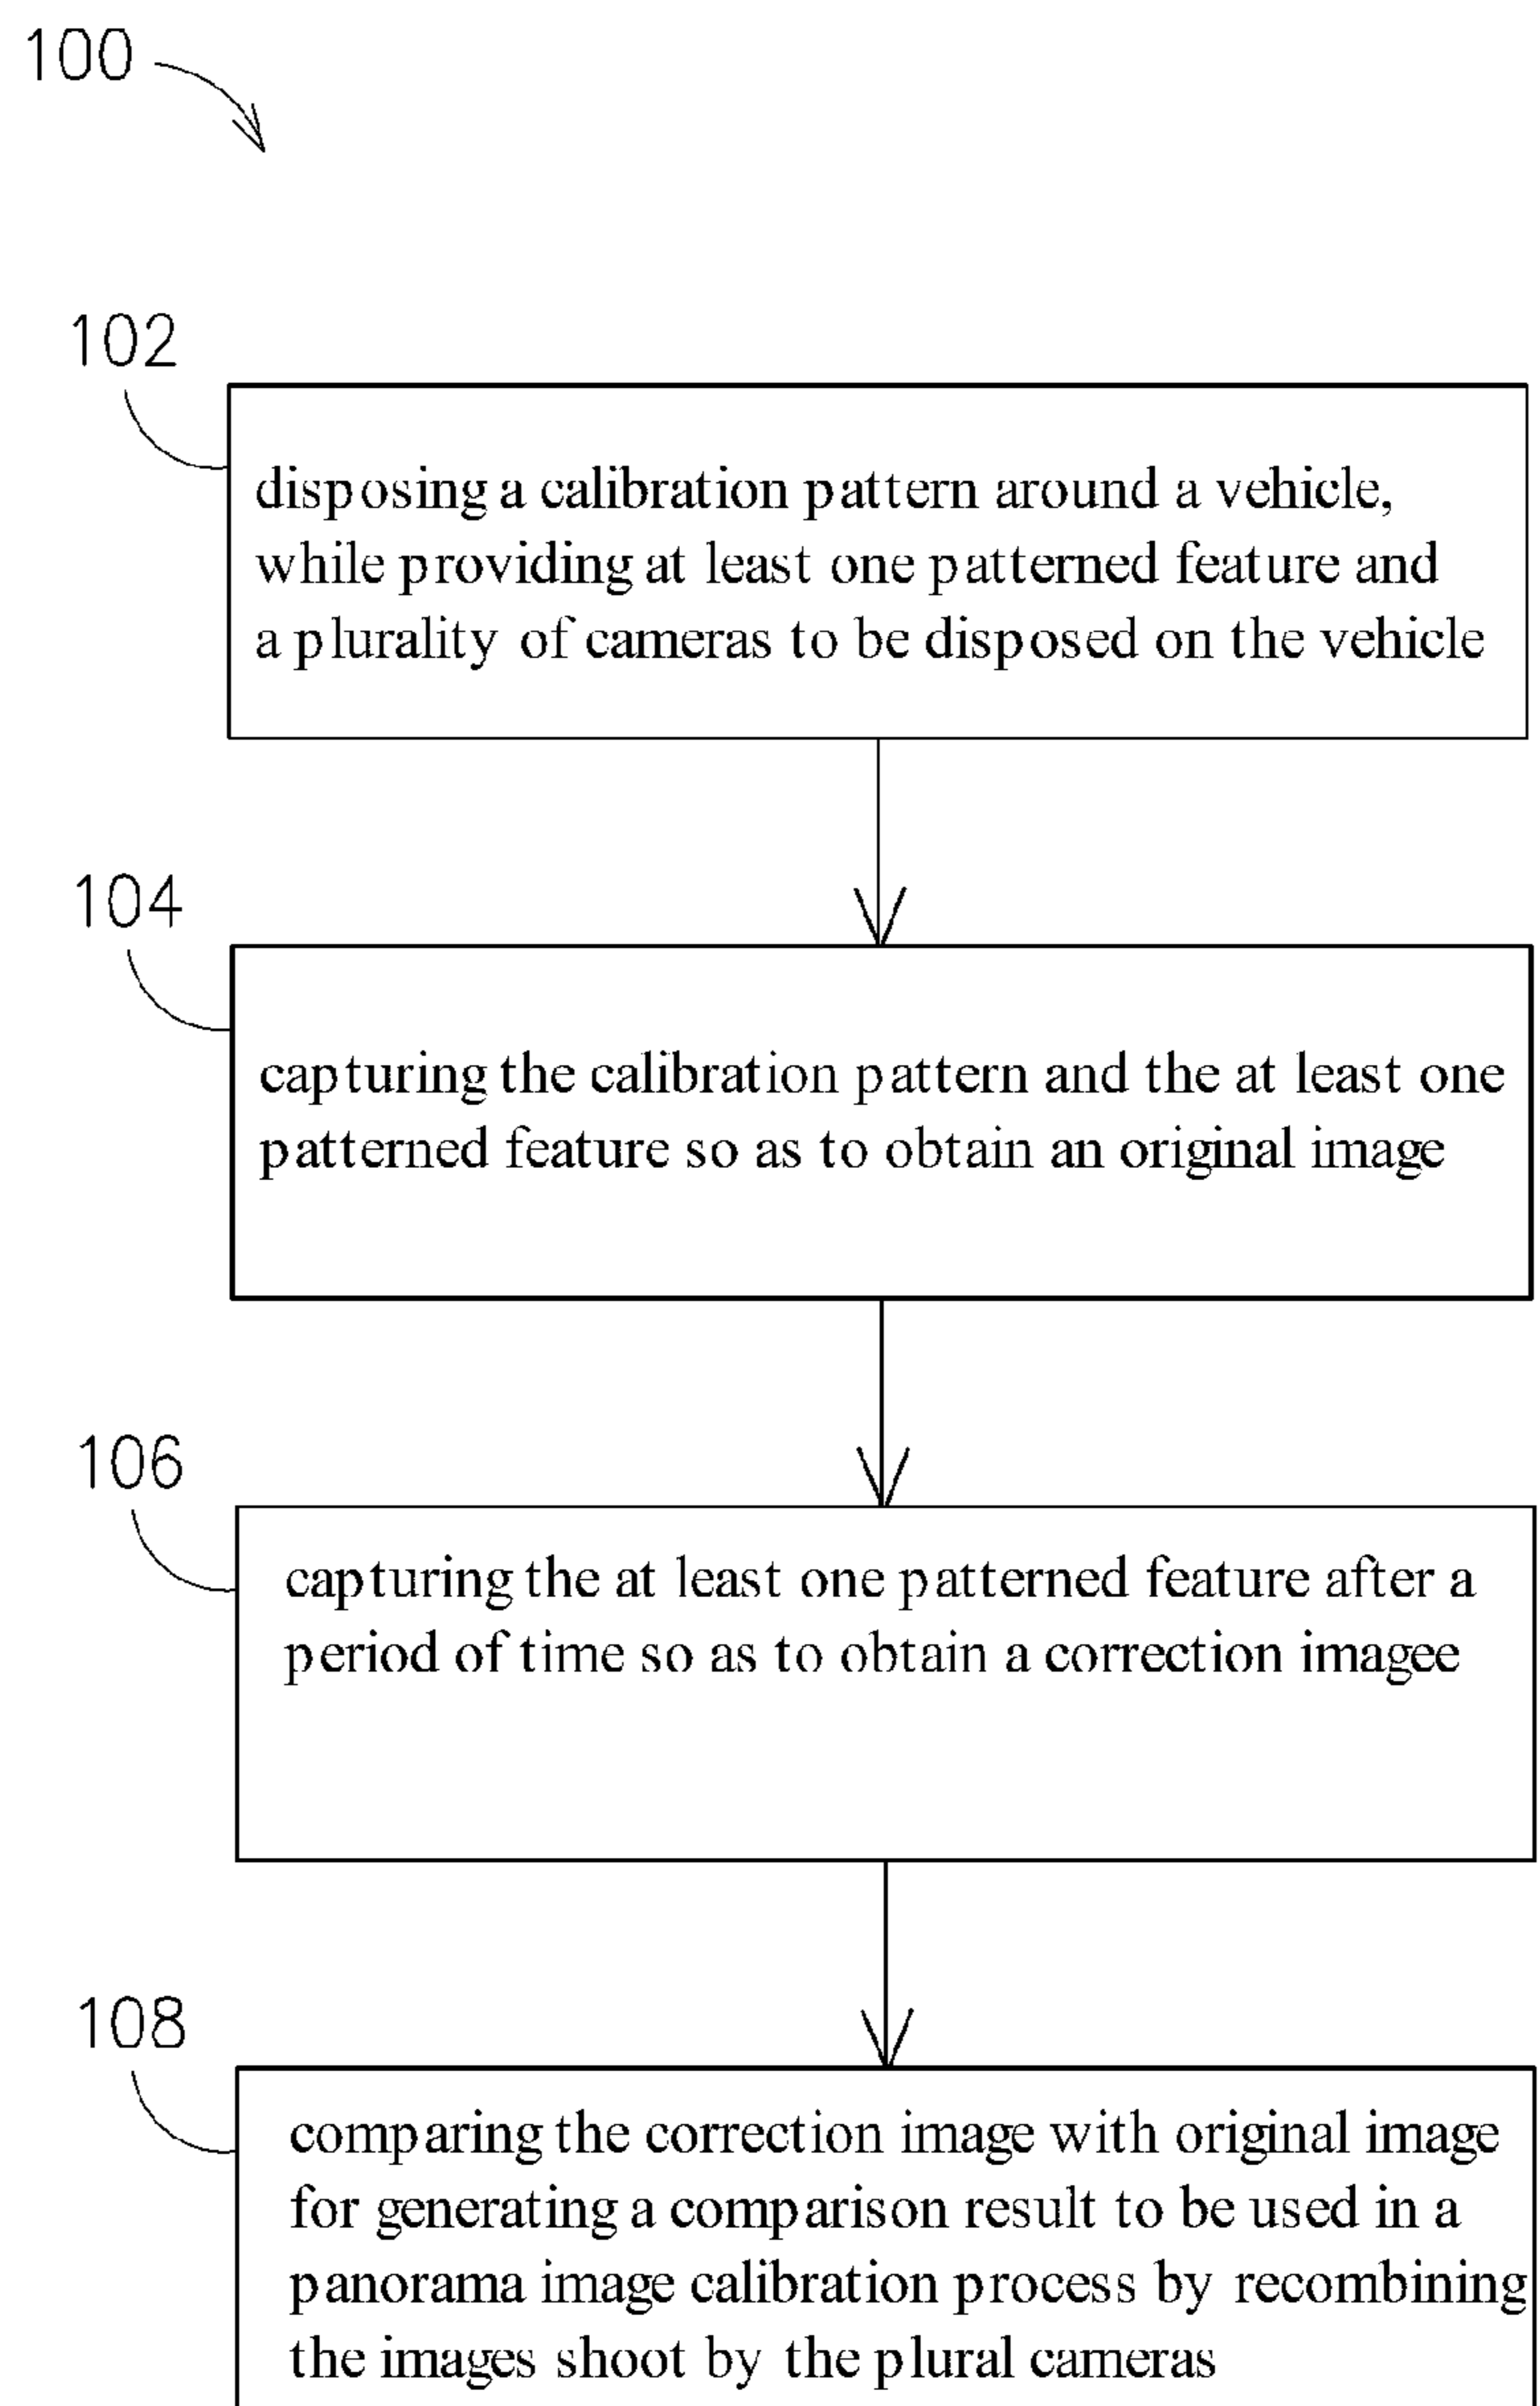 100
102
disposing a calibration pattern around a vehicle,
while providing at least one patterned feature and
a plurality of cameras to be disposed on the vehicle
104
capturing the calibration pattern and the at least one
patterned feature so as to obtain an original image
106
capturing the at least one patterned feature after a
period of time so as to obtain a correction imagee
108
comparing the correction image with original image
for generating a comparison result to be used in a
panorama image calibration process by recombining
the images shoot by the plural cameras